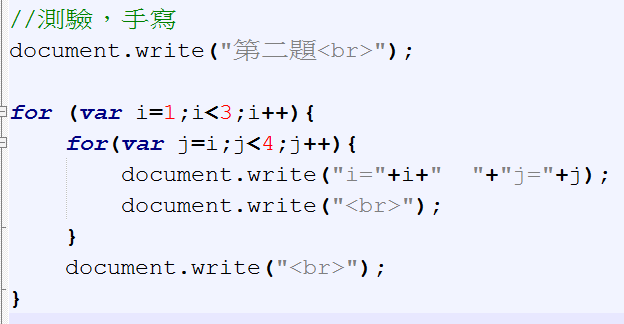 //測驗，手寫
document.write("第二題<br>");
for (var i=1;i<3;i++){
for(var j=i;j<4;j++){
document.write("i="+i+"  "+"j="+j);
document.write("<br>");
}
document.write("<br>");
}